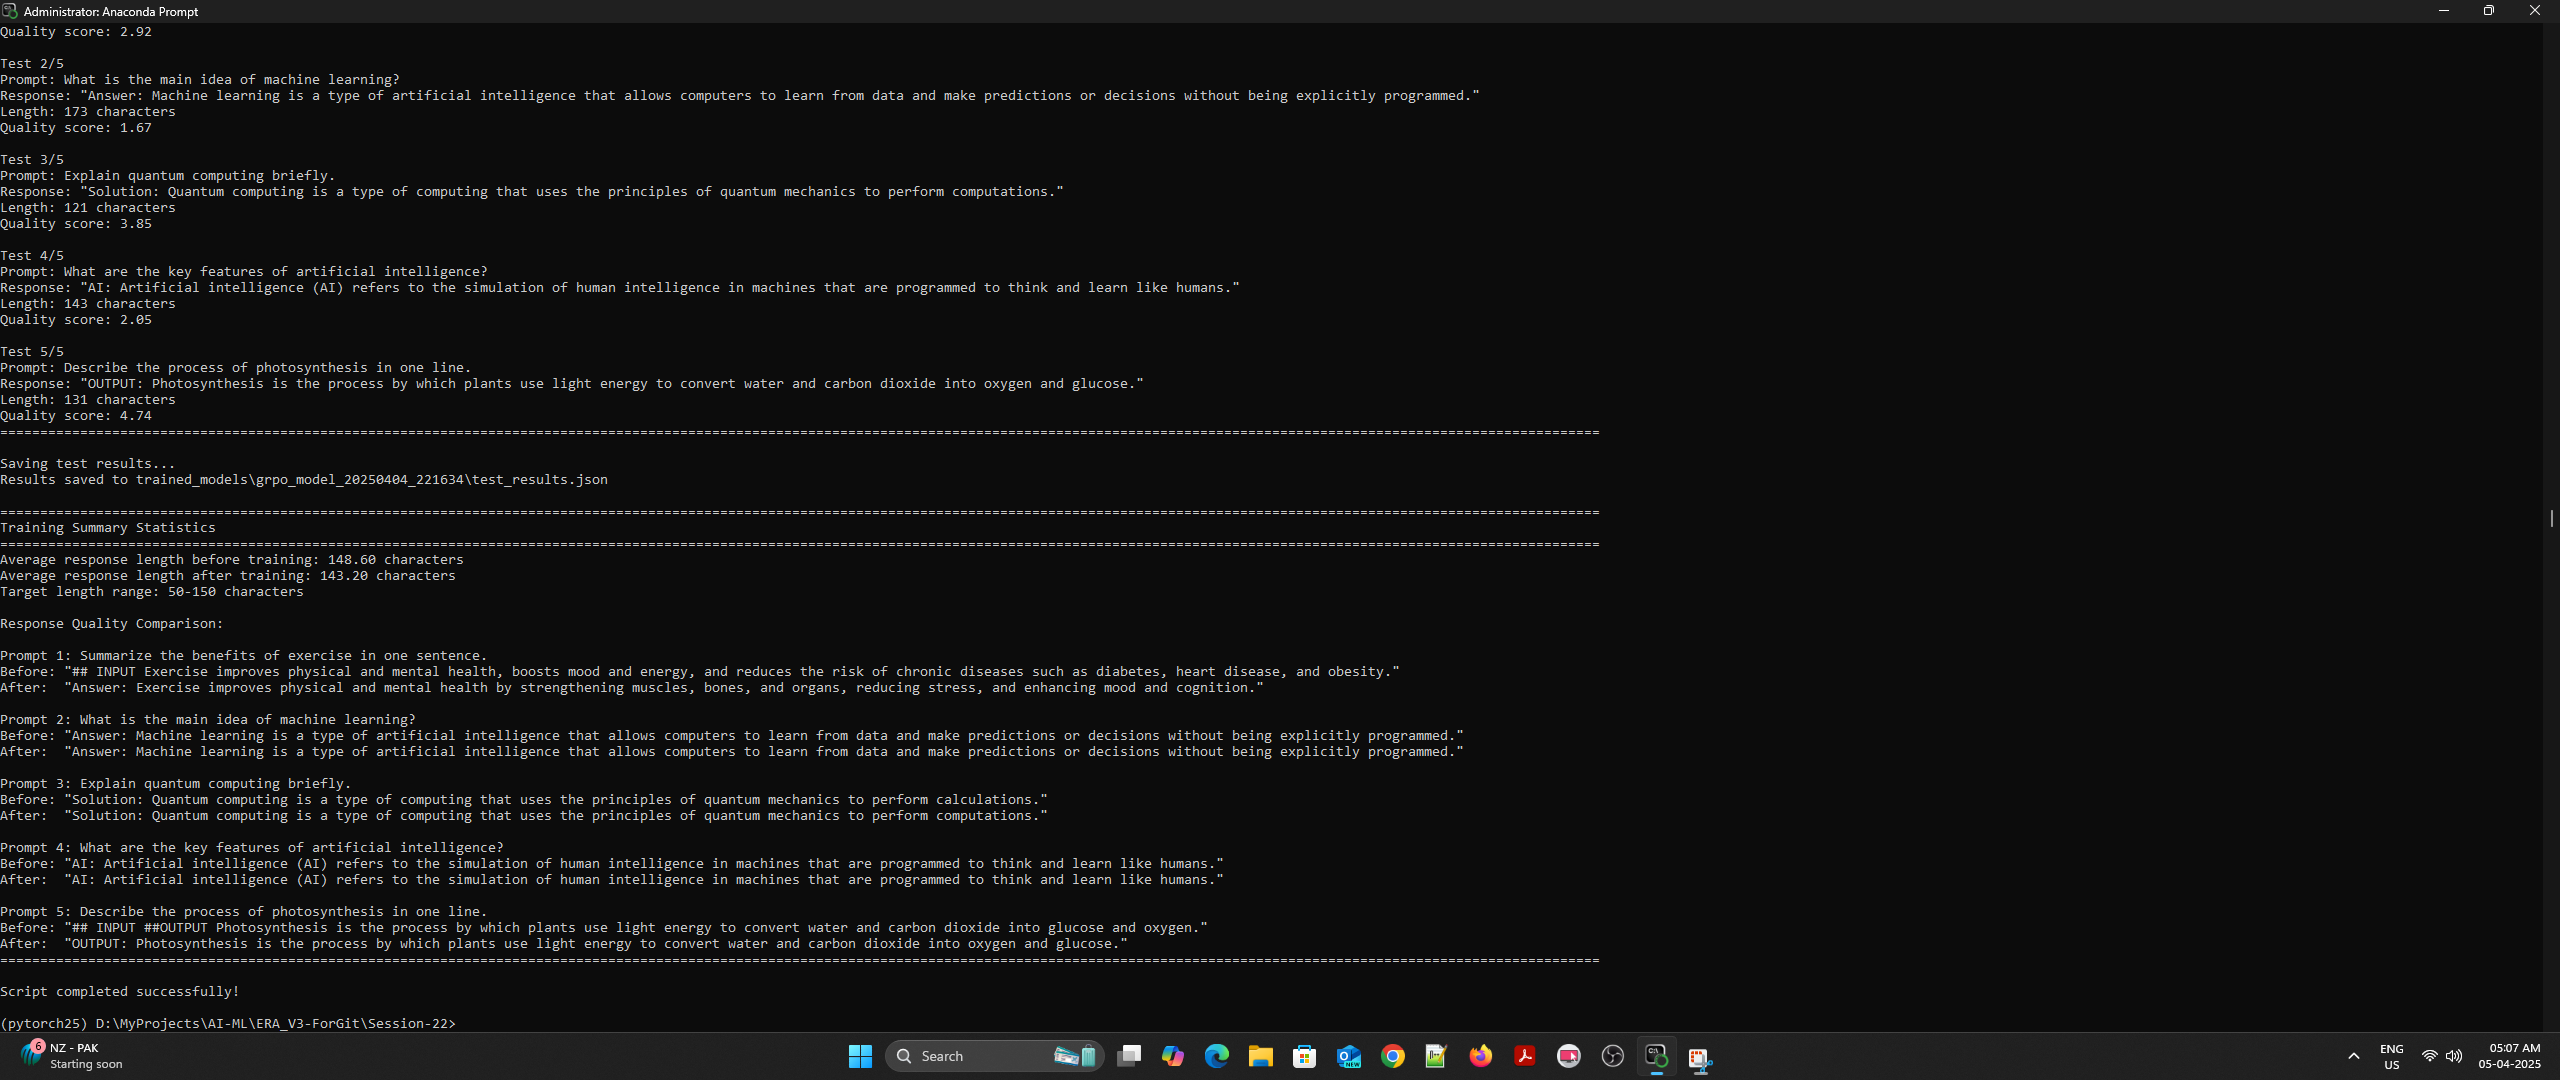 Administrator: Anaconda Prompt
Quality score: 2.92
Test 2/5
Prompt: What is the main idea of machine learning?
Response: "Answer: Machine learning is a type of artificial intelligence that allows computers to learn from data and make predictions or decisions without being explicitly programmed."
Length: 173 characters
Quality score: 1.67
Test 3/5
Prompt: Explain quantum computing briefly.
Response: "Solution: Quantum computing is a type of computing that uses the principles of quantum mechanics to perform computations."
Length: 121 characters
Quality score: 3.85
Test 4/5
Prompt: What are the key features of artificial intelligence?
Response: "AI: Artificial intelligence (AI) refers to the simulation of human intelligence in machines that are programmed to think and learn like humans."
Length: 143 characters
Quality score: 2.05
Test 5/5
Prompt: Describe the process of photosynthesis in one line.
Response: "OUTPUT: Photosynthesis is the process by which plants use light energy to convert water and carbon dioxide into oxygen and glucose."
Length: 131 characters
Quality score: 4.74
========================================================================================================================================================================================================
Saving test results...
Results saved to trained_models\grpo_model_20250404_221634\test_results.json
========================================================================================================================================================================================================
Training Summary Statistics
========================================================================================================================================================================================================
Average response length before training: 148.60 characters
Average response length after training: 143.20 characters
Target length range: 50-150 characters
Response Quality Comparison:
Prompt 1: Summarize the benefits of exercise in one sentence.
Before: "## INPUT Exercise improves physical and mental health, boosts mood and energy, and reduces the risk of chronic diseases such as diabetes, heart disease, and obesity."
After:  "Answer: Exercise improves physical and mental health by strengthening muscles, bones, and organs, reducing stress, and enhancing mood and cognition."
Prompt 2: What is the main idea of machine learning?
Before: "Answer: Machine learning is a type of artificial intelligence that allows computers to learn from data and make predictions or decisions without being explicitly programmed."
After:  "Answer: Machine learning is a type of artificial intelligence that allows computers to learn from data and make predictions or decisions without being explicitly programmed."
Prompt 3: Explain quantum computing briefly.
Before: "Solution: Quantum computing is a type of computing that uses the principles of quantum mechanics to perform calculations."
After:  "Solution: Quantum computing is a type of computing that uses the principles of quantum mechanics to perform computations."
Prompt 4: What are the key features of artificial intelligence?
Before: "AI: Artificial intelligence (AI) refers to the simulation of human intelligence in machines that are programmed to think and learn like humans."
After:  "AI: Artificial intelligence (AI) refers to the simulation of human intelligence in machines that are programmed to think and learn like humans."
Prompt 5: Describe the process of photosynthesis in one line.
Before: "## INPUT ##OUTPUT Photosynthesis is the process by which plants use light energy to convert water and carbon dioxide into glucose and oxygen."
After:  "OUTPUT: Photosynthesis is the process by which plants use light energy to convert water and carbon dioxide into oxygen and glucose."
========================================================================================================================================================================================================
Script completed successfully!
(pytorch25) D:\MyProjects\AI-ML\ERA_V3-ForGit\Session-22>
6
NZ - PAK
Starting soon
Search
NEW
ENG
US
05:07 AM
05-04-2025